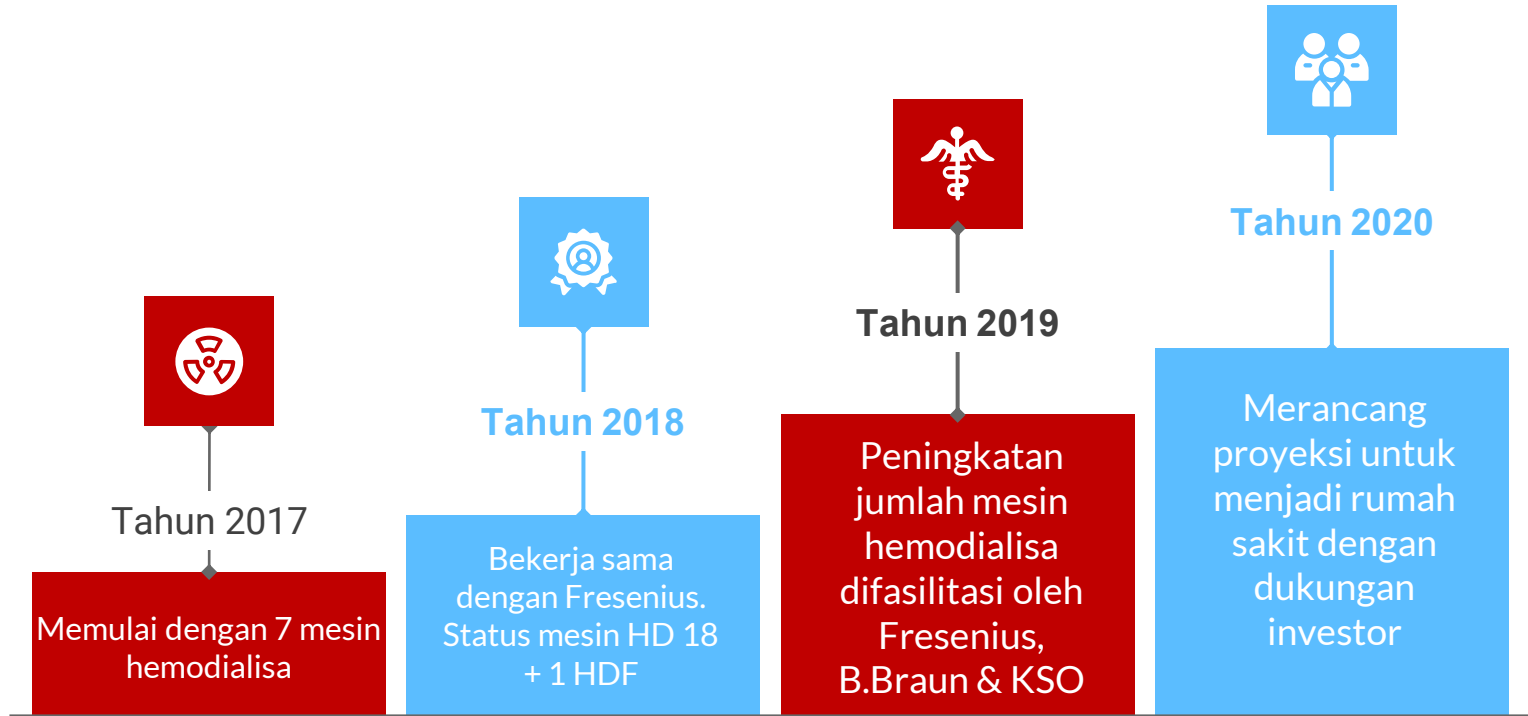 Tahun 2017
Memulai dengan 7 mesin
hemodialisa
Tahun 2018
Bekerja sama
dengan Fresenius.
Status mesin HD 18
+ 1 HDF
Tahun 2019
Peningkatan
jumlah mesin
hemodialisa
difasilitasi oleh
Fresenius,
B.Braun & KSO
Tahun 2020
Merancang
proyeksi untuk
menjadi rumah
sakit dengan
dukungan
investor